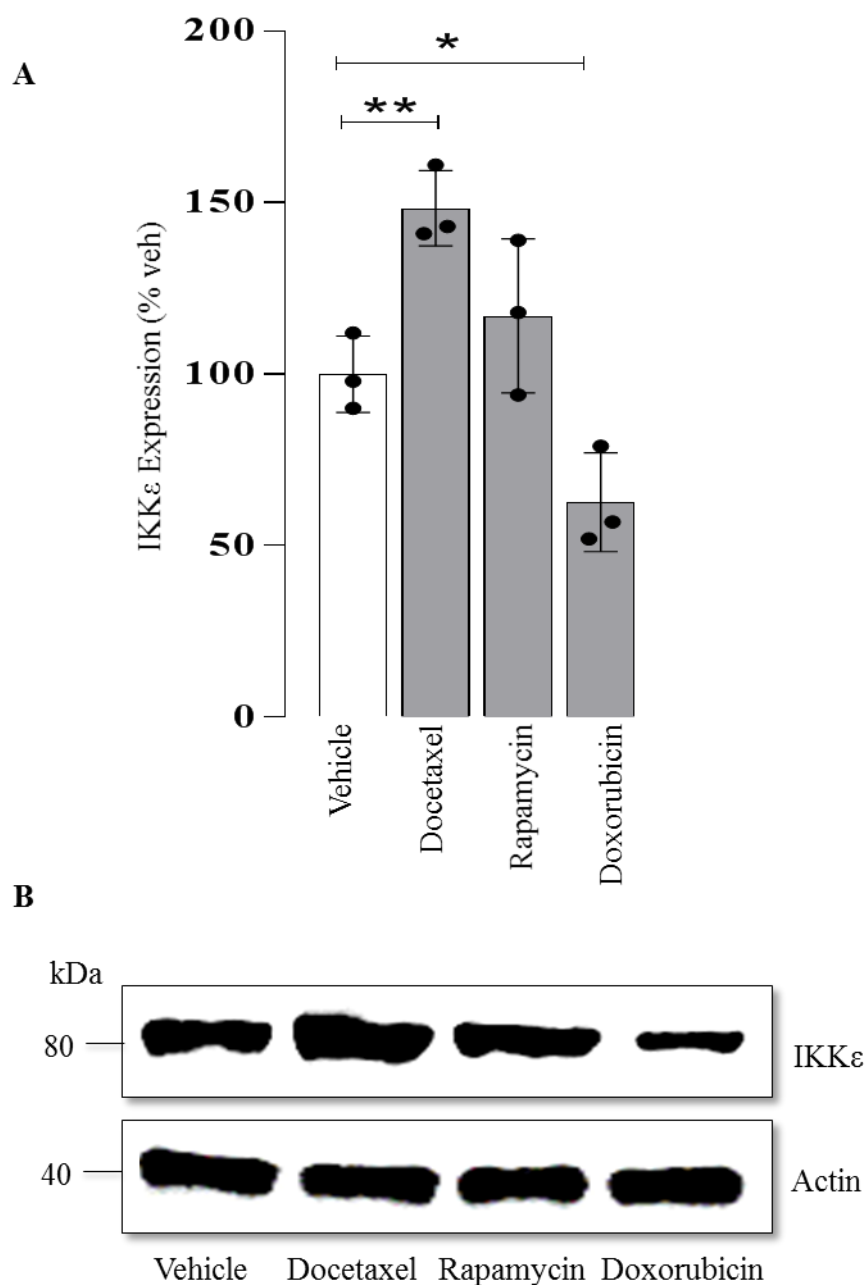 A
200
150
100
50
0
IKKε Expression (% veh)
*
**
Vehicle
Docetaxel
Rapamycin
Doxorubicin
B
kDa
80
IKKε
40
Actin
Vehicle Docetaxel Rapamycin Doxorubicin